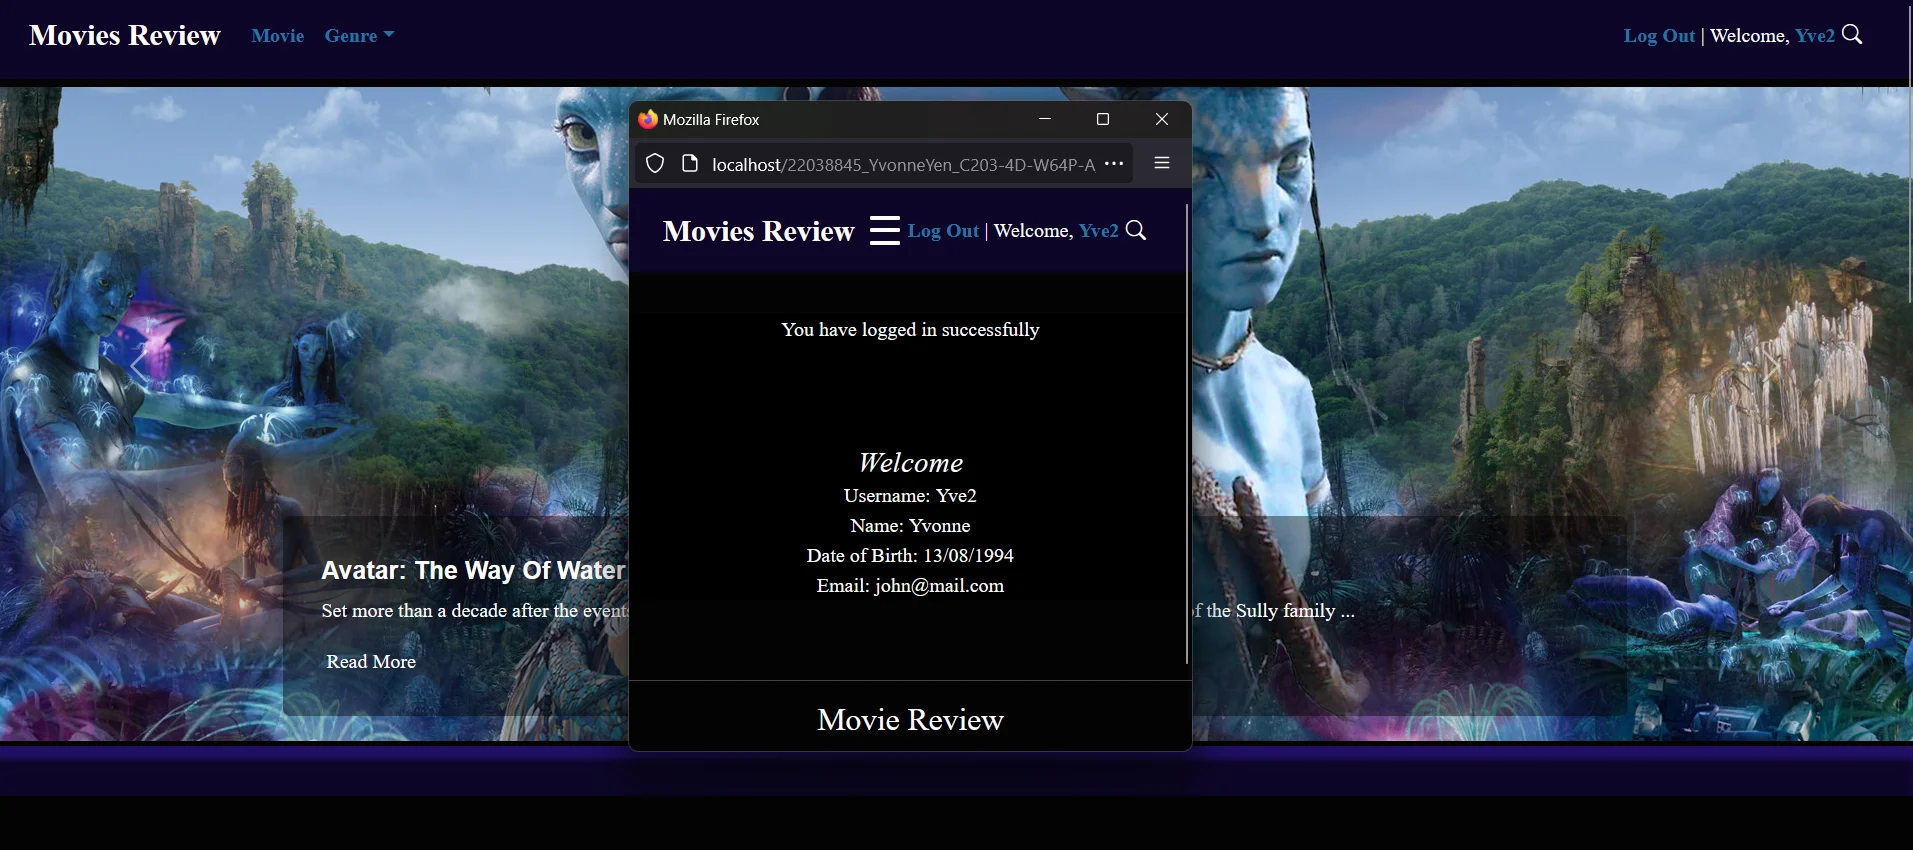 Movies Review Movie Genre Log Out | Welcome, Yve2
Mozilla Firefox
localhost/22038845_YvonneYen_C203-4D-W64P-A
Movies Review Log Out | Welcome, Yve2
You have logged in successfully
Welcome
Username: Yve2
Name: Yvonne
Date of Birth: 13/08/1994
Email: john@mail.com
Movie Review
Avatar: The Way Of Water
Set more than a decade after the events
of the Sully family ...
Read More